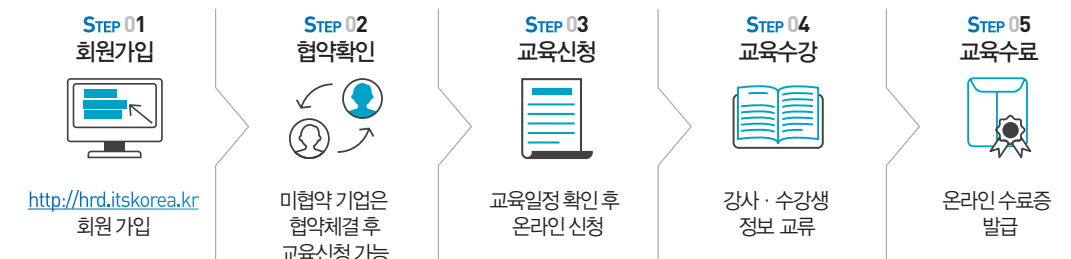 STEP 01
회원가입
http://hrd.itskorea.kr
회원 가입
STEP 02
협약확인
미협약 기업은
협약체결 후
교육신청 가능
STEP 03
교육신청
교육일정 확인 후
온라인 신청
STEP 04
교육수강
강사 · 수강생
정보 교류
STEP 05
교육수료
온라인 수료증
발급